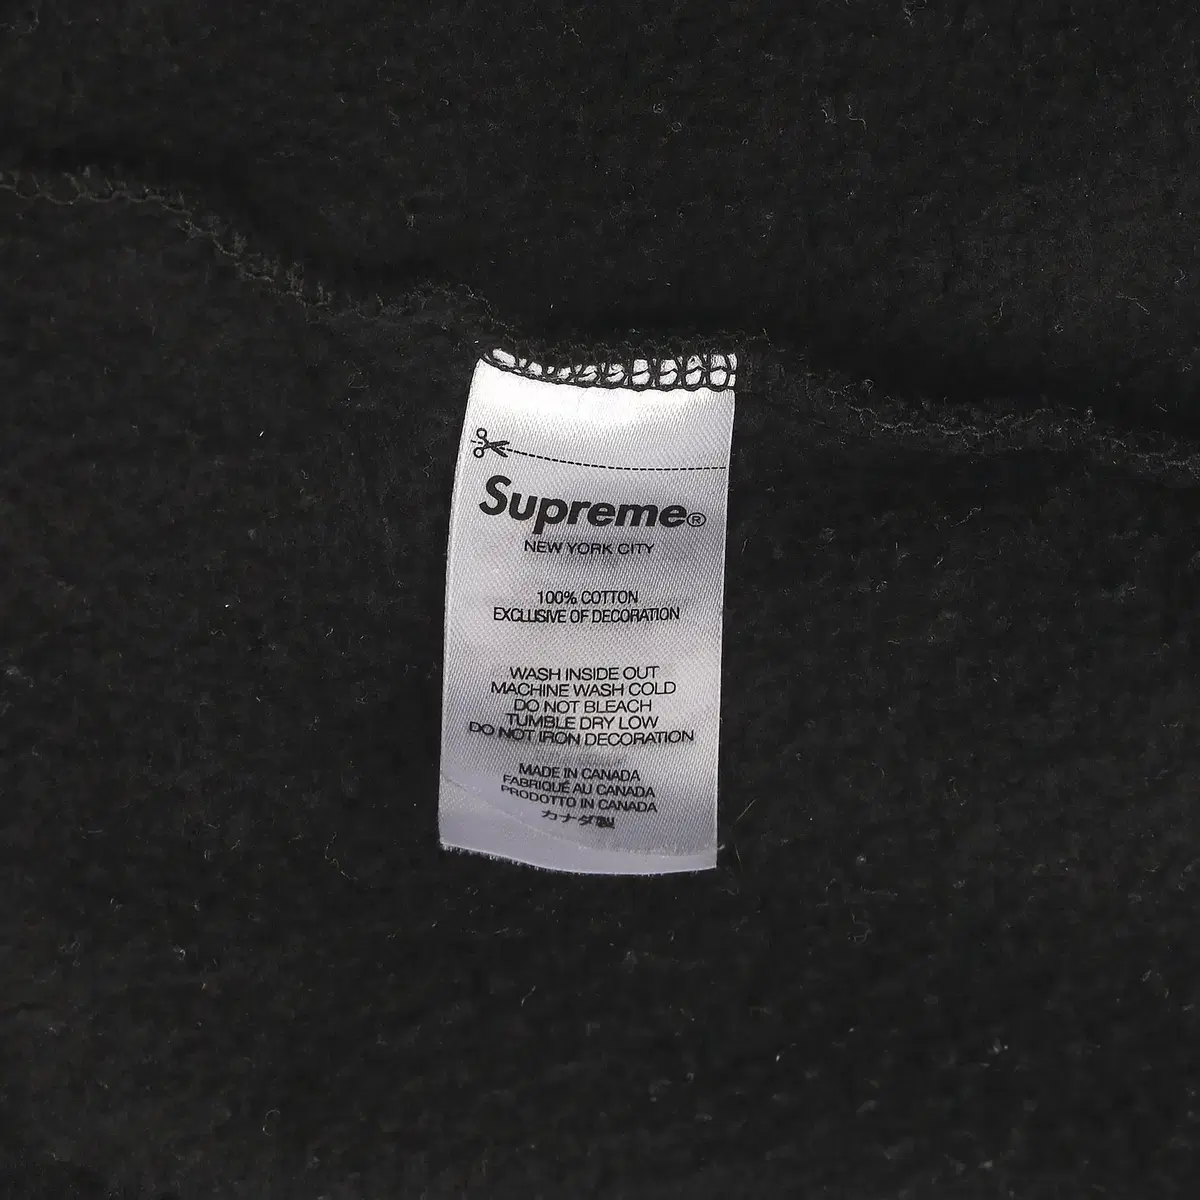 Supreme®
NEW YORK CITY
100% COTTON
EXCLUSIVE OF DECORATION
WASH INSIDE OUT
MACHINE WASH COLD
DO NOT BLEACH
TUMBLE DRY LOW
DO NOT IRON DECORATION
MADE IN CANADA
FABRIQUÉ AU CANADA
PRODOTTO IN CANADA
カナダ製